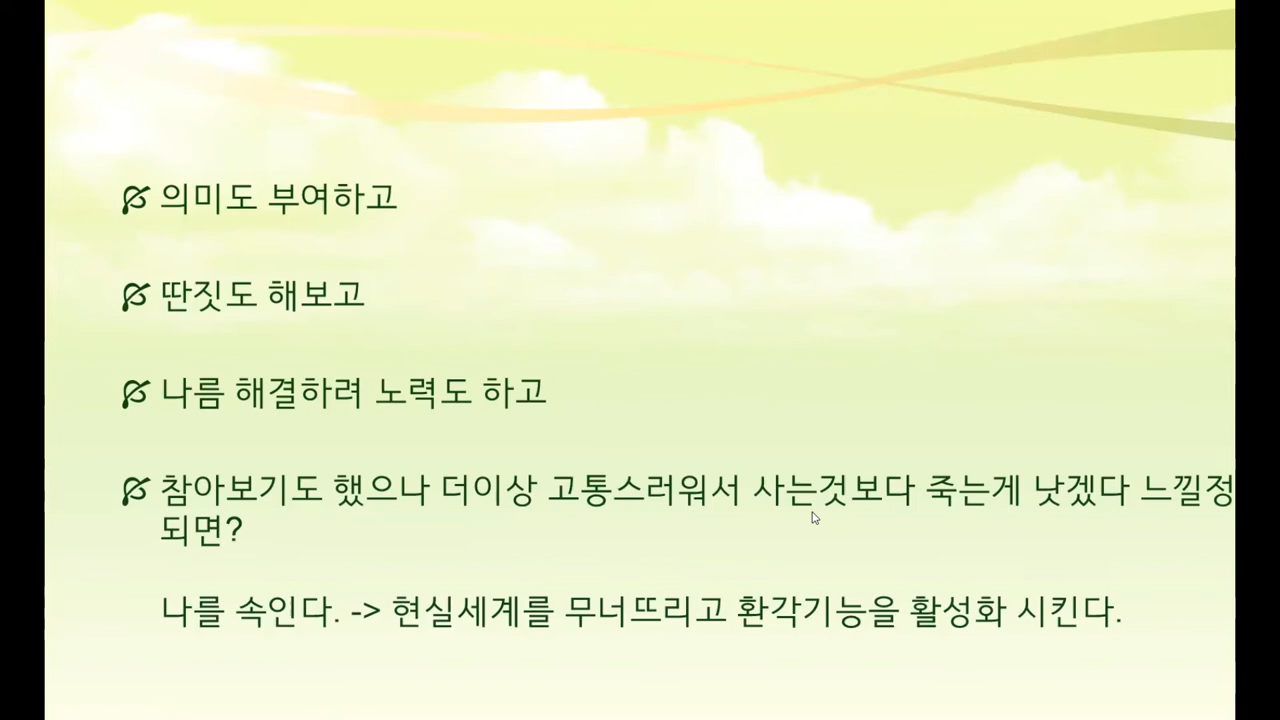 의미도 부여하고
딴짓도 해보고
나름 해결하려 노력도 하고
참아보기도 했으나 더이상 고통스러워서 사는것보다 죽는게 낫겠다 느낄정
되면?
나를 속인다. -> 현실세계를 무너뜨리고 환각기능을 활성화 시킨다.